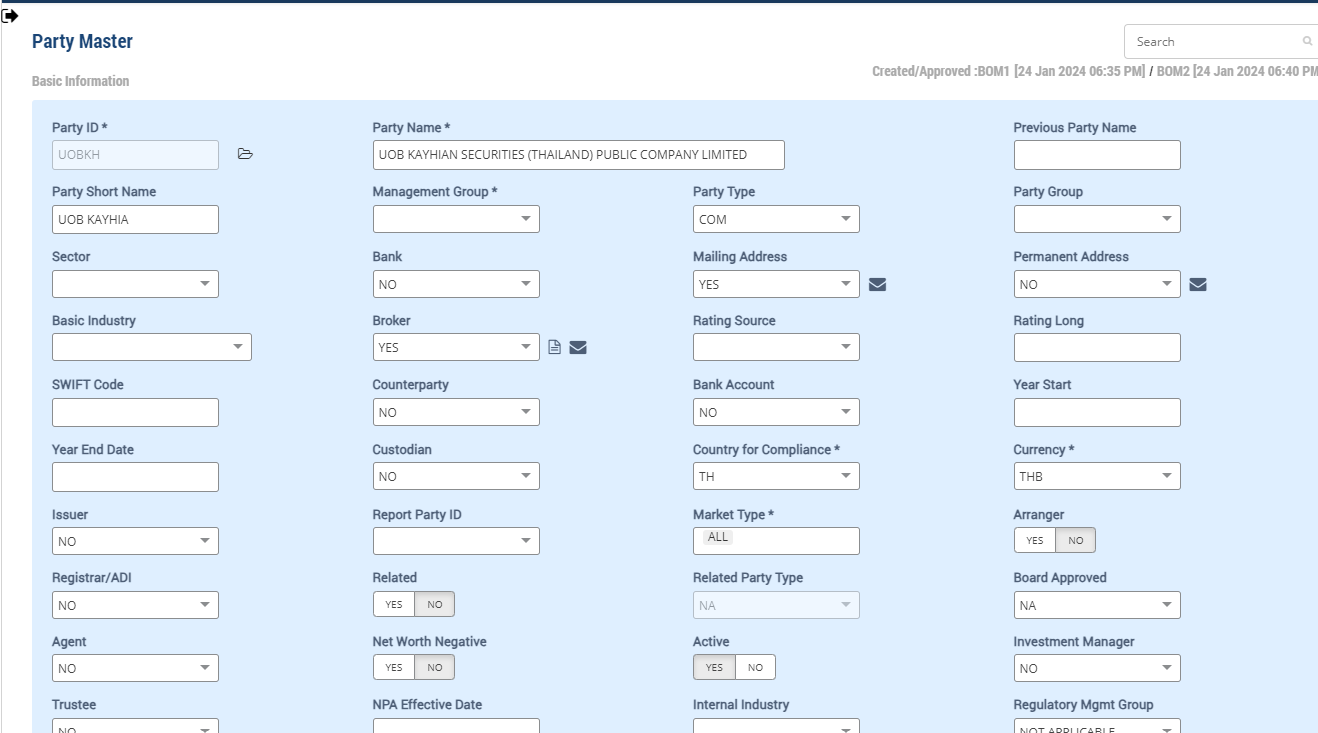 Party Master
Search
Created/Approved :BOM1 [24 Jan 2024 06:35 PM] / BOM2 [24 Jan 2024 06:40 PM
Basic Information
Party ID *
Party Name *
Previous Party Name
UOBKH
UOB KAYHIAN SECURITIES (THAILAND) PUBLIC COMPANY LIMITED
Party Short Name
Management Group *
Party Type
Party Group
UOB KAYHIA
COM
Sector
Bank
Mailing Address
Permanent Address
NO
YES
NO
Basic Industry
Broker
Rating Source
Rating Long
YES
SWIFT Code
Counterparty
Bank Account
Year Start
NO
NO
Year End Date
Custodian
Country for Compliance *
Currency *
NO
TH
THB
Issuer
Report Party ID
Market Type *
Arranger
NO
ALL
YES NO
Registrar/ADI
Related
Related Party Type
Board Approved
NO
YES NO
NA
NA
Agent
Net Worth Negative
Active
Investment Manager
NO
YES NO
YES NO
NO
Trustee
NPA Effective Date
Internal Industry
Regulatory Mgmt Group
NO
NOT APPLICABLE